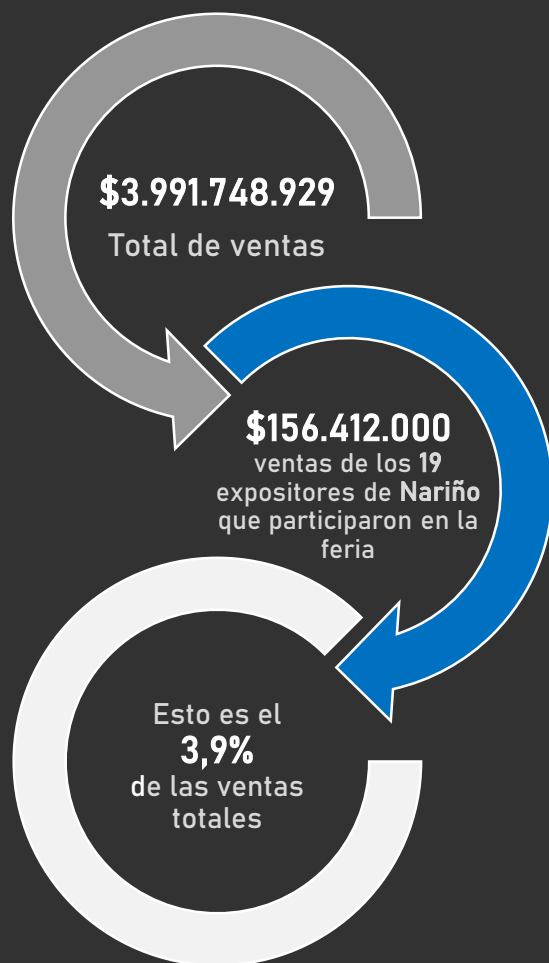 $3.991.748.929
Total de ventas
$156.412.000
ventas de los 19
expositores de Nariño
que participaron en la
feria
Esto es el
3,9%
de las ventas
totales